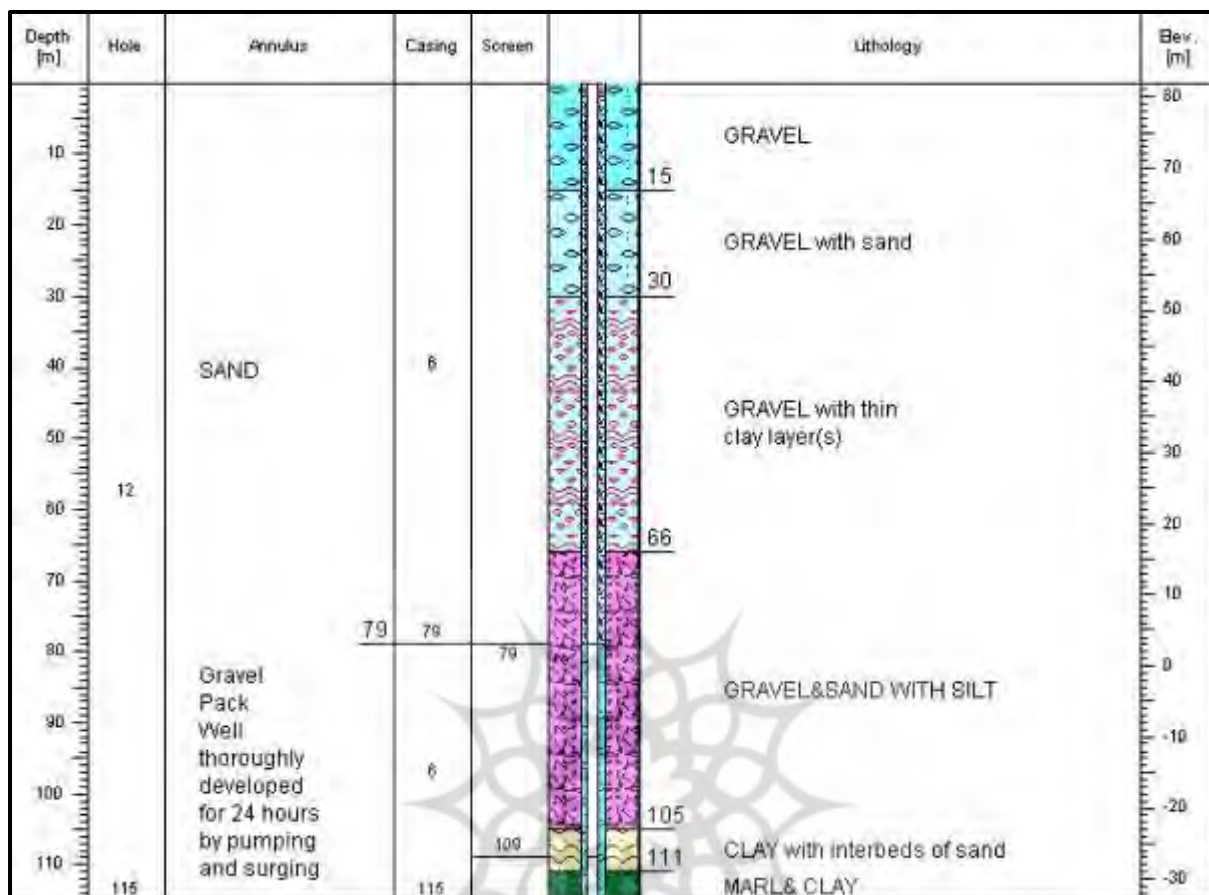 Depth [m] Hole Annulus Casing Screen Lithology Elev. [m]
80
GRAVEL
10 70
15
20 60
GRAVEL with sand
30
30 50
SAND 6
40 40
GRAVEL with thin
clay layer(s)
50 30
12
60 20
66
70 10
79 79 79
80 0
Gravel
Pack
Well
thoroughly
developed
for 24 hours
by pumping
and surging
GRAVEL&SAND WITH SILT
90 -10
6
100 -20
105
109
CLAY with interbeds of sand
110 111
115 115 MARL& CLAY -30